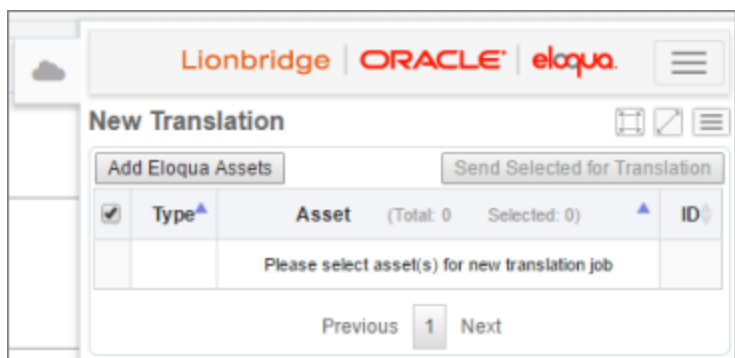 Lionbridge | ORACLE | eloqua.
New Translation
Add Eloqua Assets Send Selected for Translation
Type Asset (Total: 0 Selected: 0) ID
Please select asset(s) for new translation job
Previous 1 Next